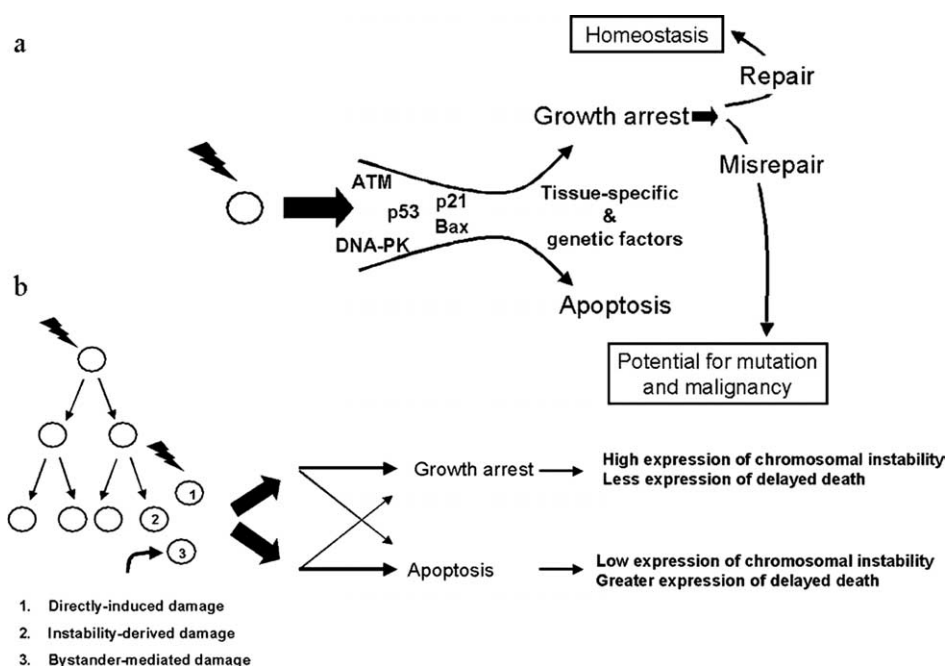 a
Homeostasis
Repair
Growth arrest
Misrepair
ATM
p53
p21
Bax
DNA-PK
Tissue-specific
&
genetic factors
Apoptosis
Potential for mutation
and malignancy
b
1
2
3
Growth arrest
High expression of chromosomal instability
Less expression of delayed death
Apoptosis
Low expression of chromosomal instability
Greater expression of delayed death
1. Directly-induced damage
2. Instability-derived damage
3. Bystander-mediated damage